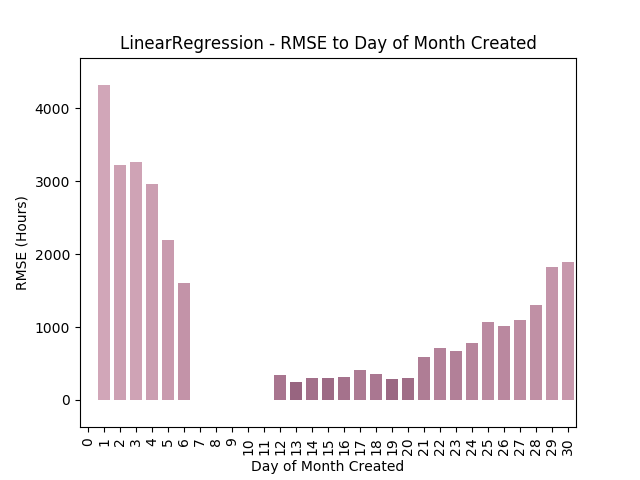 LinearRegression - RMSE to Day of Month Created
RMSE (Hours)
4000
3000
2000
1000
0
0 1 2 3 4 5 6 7 8 9 10 11 12 13 14 15 16 17 18 19 20 21 22 23 24 25 26 27 28 29 30
Day of Month Created